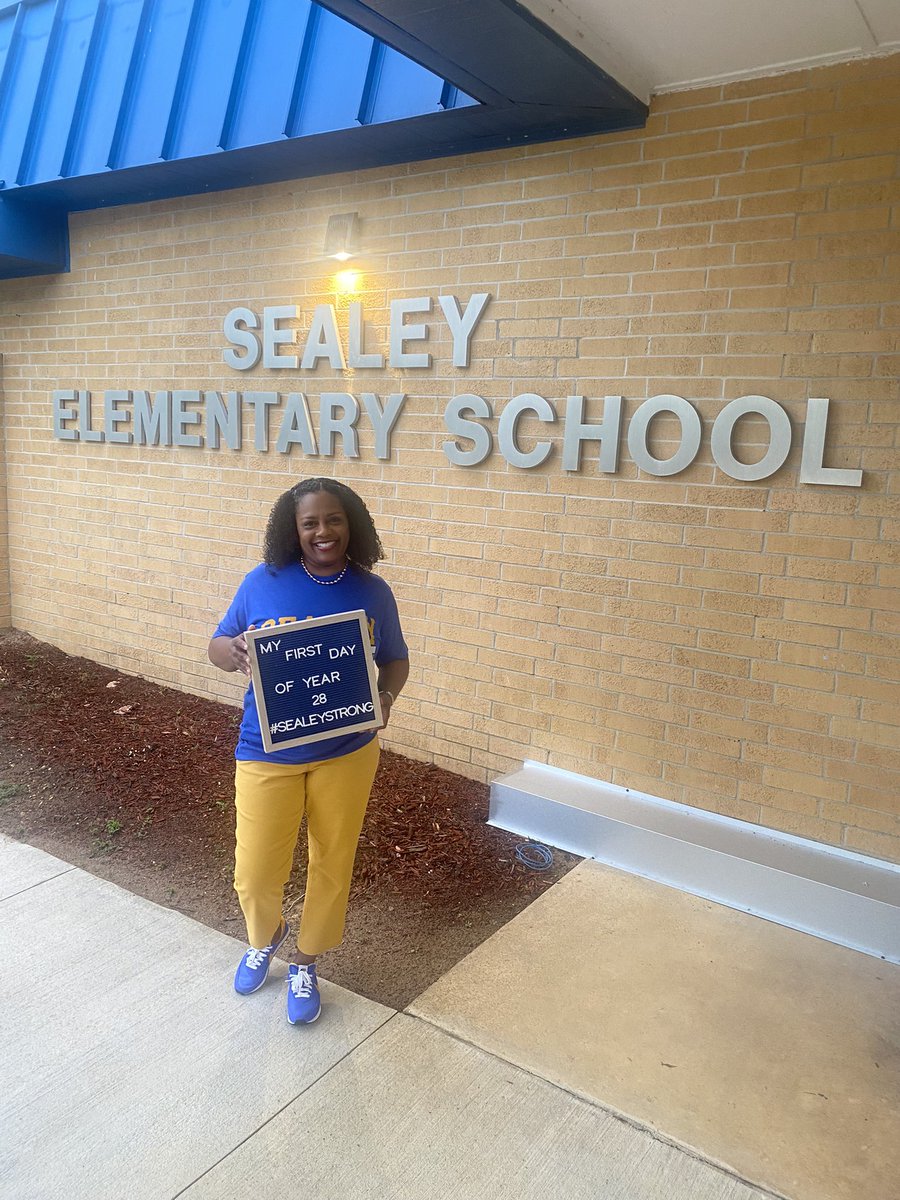 SEALEY
ELEMENTARY SCHOOL
MY FIRST DAY
OF YEAR
28
#SEALEYSTRONG